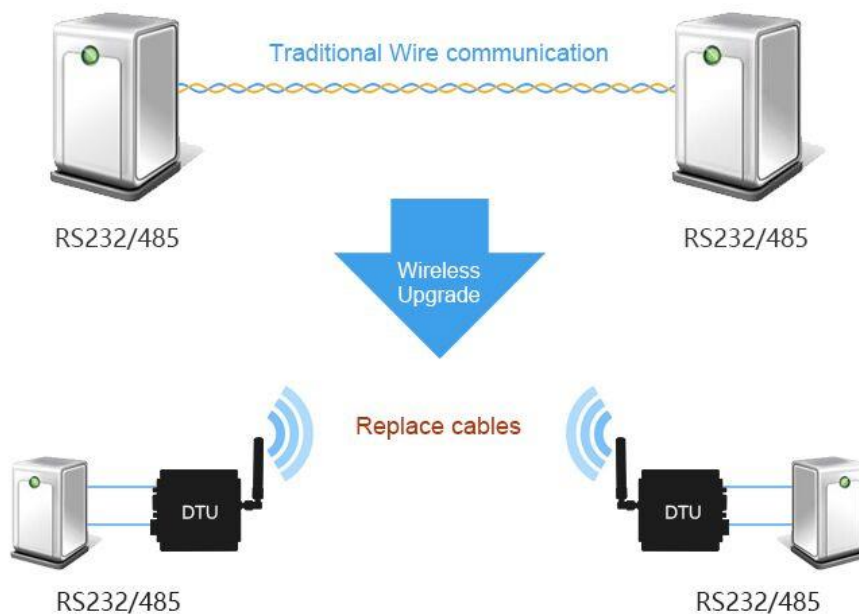 Traditional Wire communication
RS232/485
RS232/485
Wireless
Upgrade
Replace cables
DTU
DTU
RS232/485
RS232/485